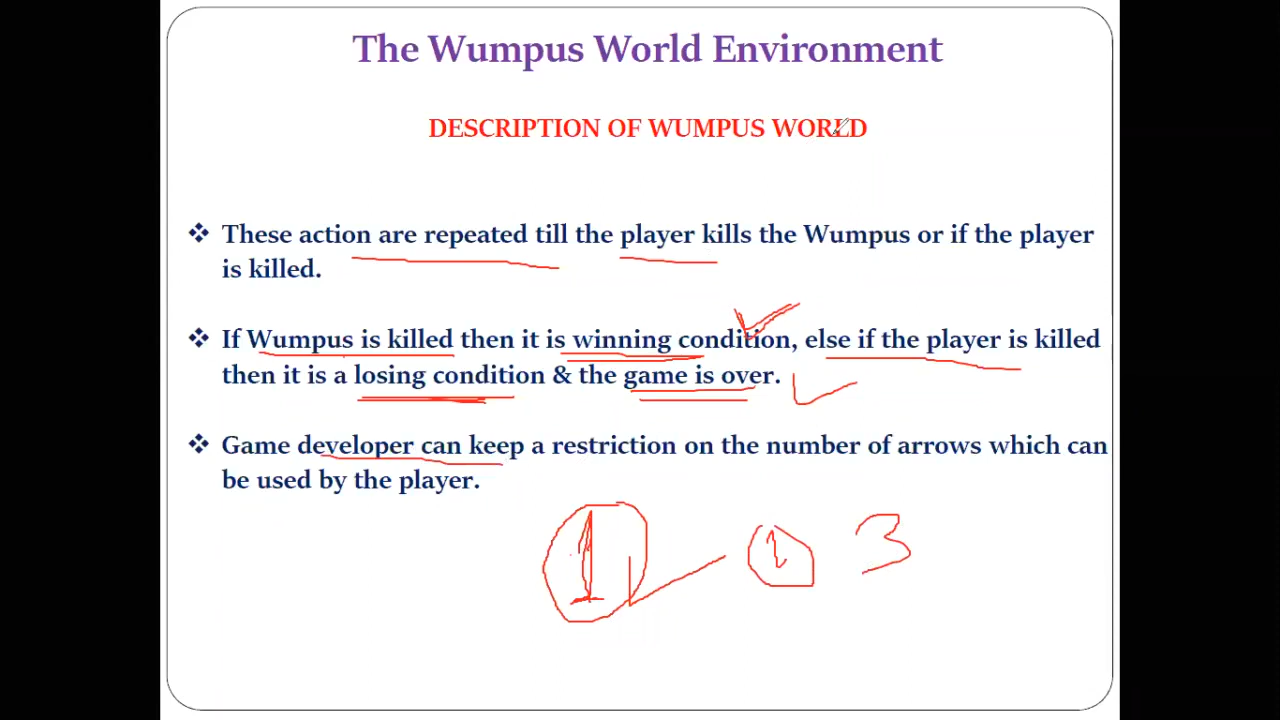 The Wumpus World Environment
DESCRIPTION OF WUMPUS WORLD
❖ These action are repeated till the player kills the Wumpus or if the player
is killed.
❖ If Wumpus is killed then it is winning condition, else if the player is killed
then it is a losing condition & the game is over.
❖ Game developer can keep a restriction on the number of arrows which can
be used by the player.
1 1 3